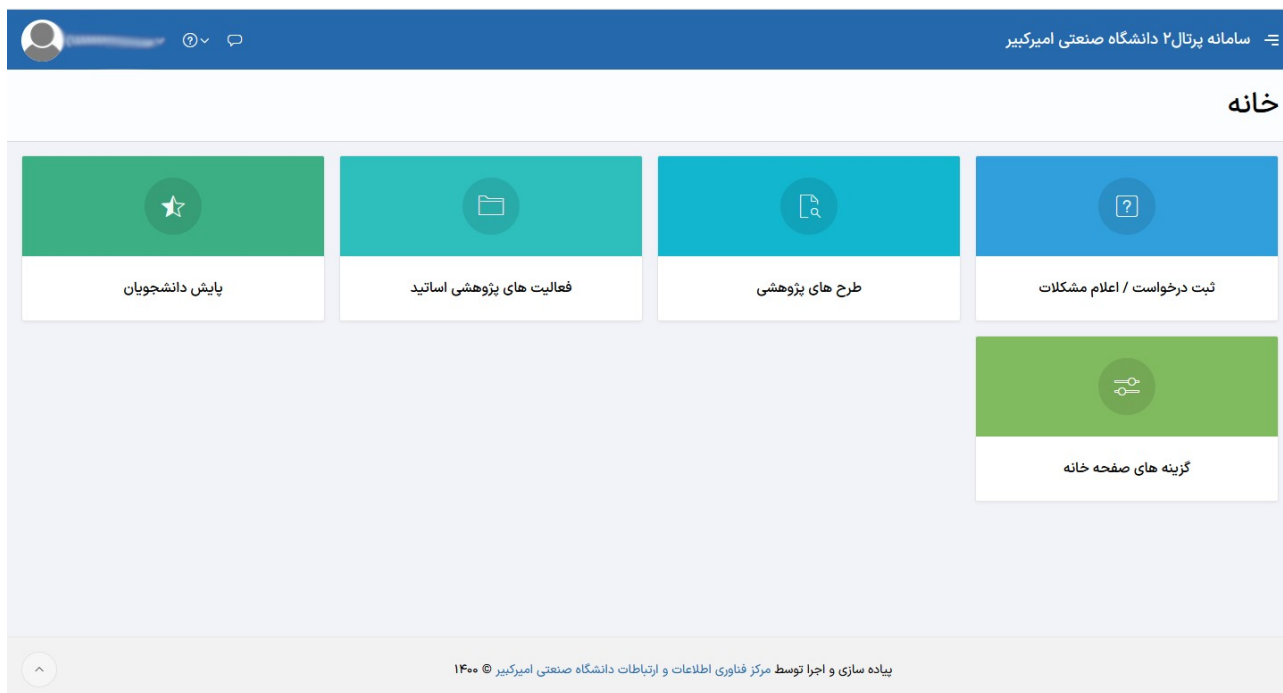 سامانه پرتال۲ دانشگاه صنعتی امیرکبیر
خانه
ثبت درخواست / اعلام مشکلات
طرح های پژوهشی
فعالیت های پژوهشی اساتید
پایش دانشجویان
گزینه های صفحه خانه
پیاده سازی و اجرا توسط مرکز فناوری اطلاعات و ارتباطات دانشگاه صنعتی امیرکبیر © ۱۴۰۰